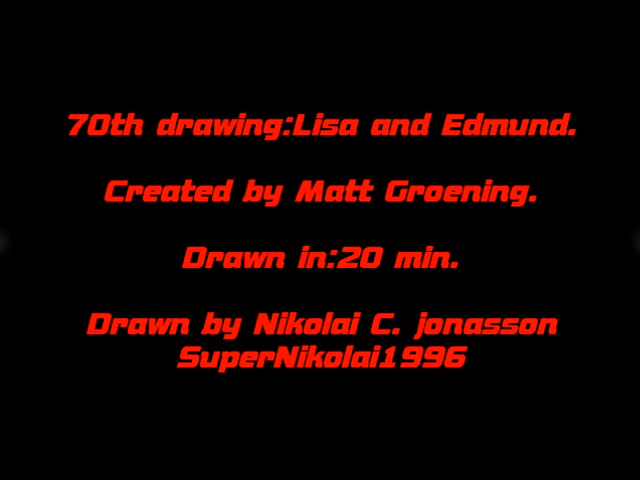 70th drawing:Lisa and Edmund.
Created by Matt Groening.
Drawn in:20 min.
Drawn by Nikolai C. jonasson
SuperNikolai1996